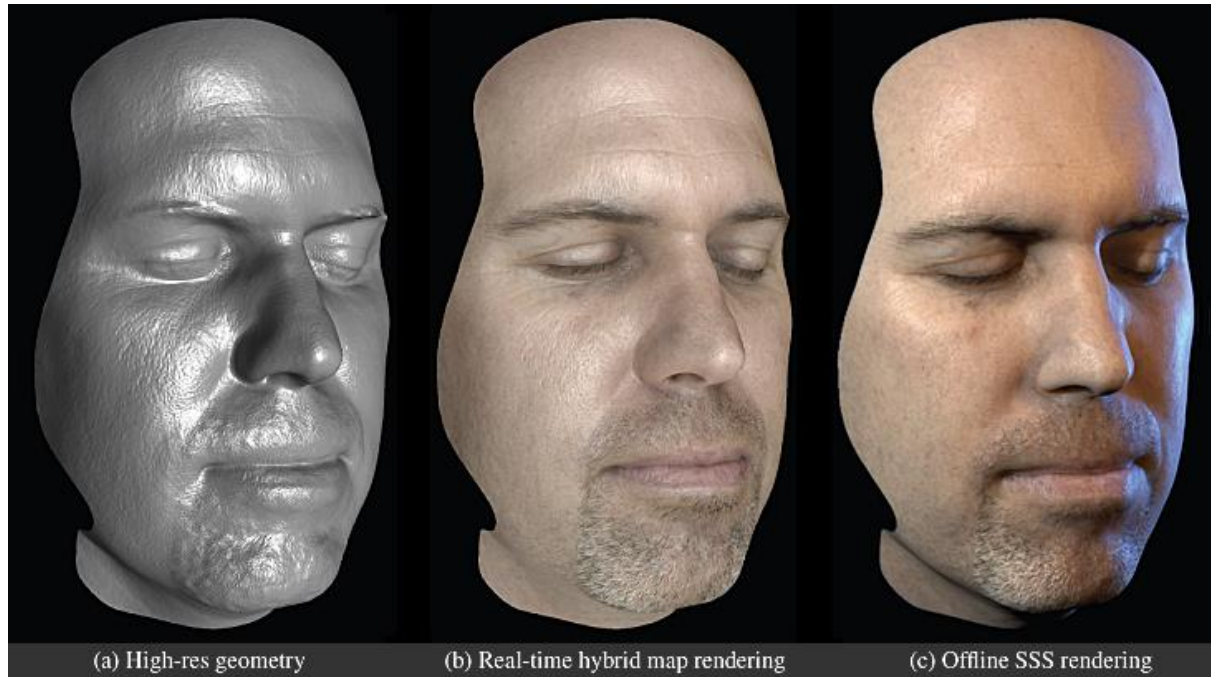 (a) High-res geometry
(b) Real-time hybrid map rendering
(c) Offline SSS rendering